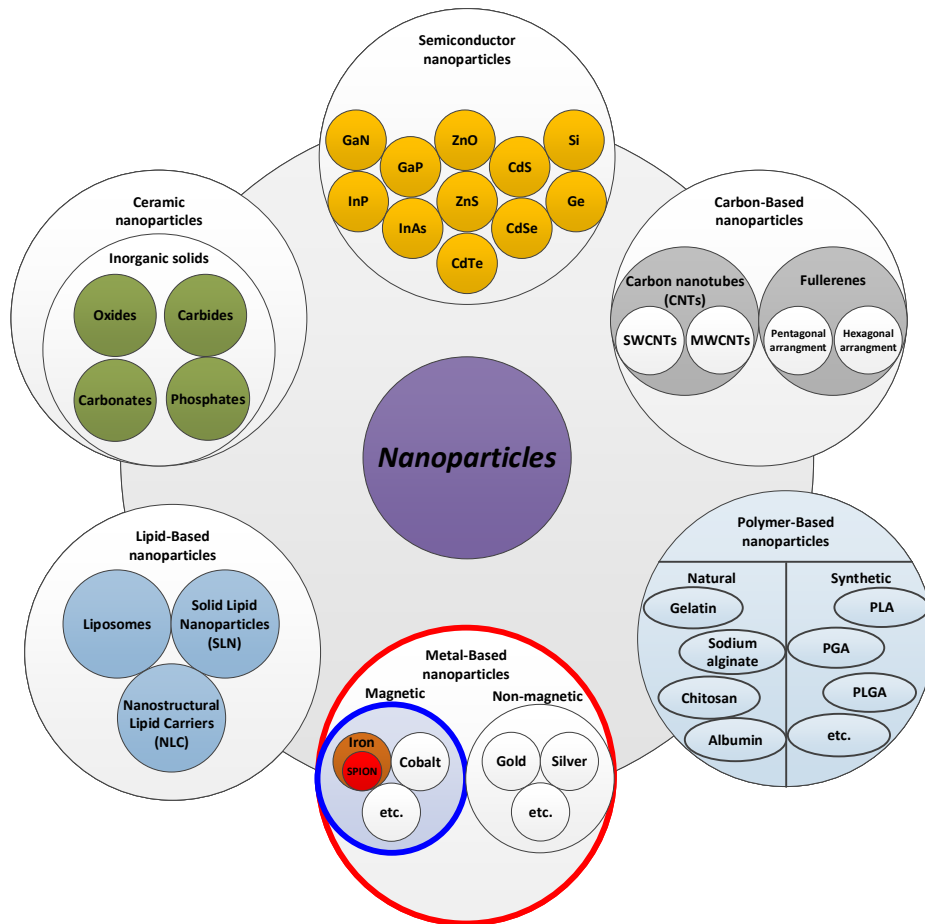 Semiconductor
nanoparticles
GaN
ZnO
Si
GaP
CdS
InP
ZnS
Ge
InAs
CdSe
CdTe
Ceramic
nanoparticles
Inorganic solids
Oxides
Carbides
Carbonates
Phosphates
Carbon-Based
nanoparticles
Carbon nanotubes
(CNTs)
SWCNTs
MWCNTs
Fullerenes
Pentagonal
arrangment
Hexagonal
arrangment
Nanoparticles
Lipid-Based
nanoparticles
Liposomes
Solid Lipid
Nanoparticles
(SLN)
Nanostructural
Lipid Carriers
(NLC)
Metal-Based
nanoparticles
Magnetic
Iron
SPION
Cobalt
etc.
Non-magnetic
Gold
Silver
etc.
Polymer-Based
nanoparticles
Natural
Gelatin
Sodium
alginate
Chitosan
Albumin
Synthetic
PLA
PGA
PLGA
etc.